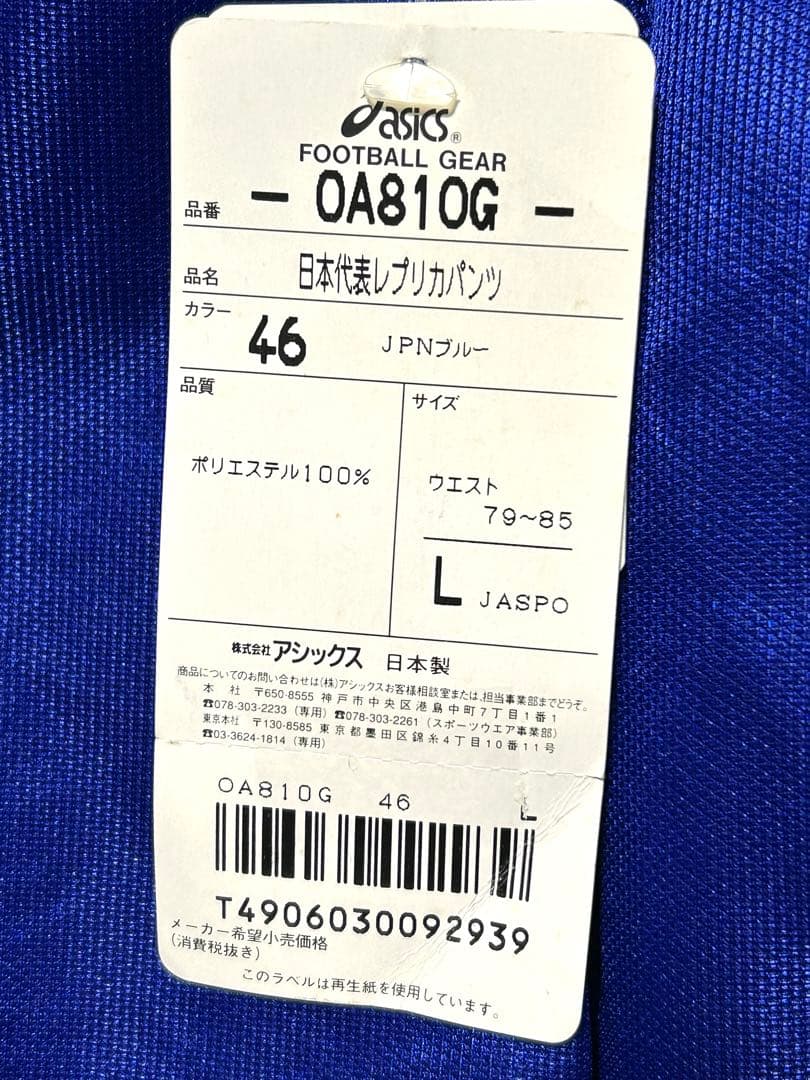 asics®
FOOTBALL GEAR
品番 － OA810G －
品名 日本代表レプリカパンツ
カラー 46 JPNブルー
品質
ポリエステル100%
サイズ
ウエスト
79~85
L JASPO
株式会社アシックス 日本製
商品についてのお問い合わせは(株)アシックスお客様相談室または、担当事業部までどうぞ。
本 社 〒650-8555 神戸市中央区港島中町7丁目1番1
☎078-303-2233（専用）☎078-303-2261（スポーツウエア事業部）
東京本社 〒130-8585 東京都墨田区錦糸4丁目10番11号
☎03-3624-1814（専用）
OA810G 46 L
T4906030092939
メーカー希望小売価格
（消費税抜き）
このラベルは再生紙を使用しています。